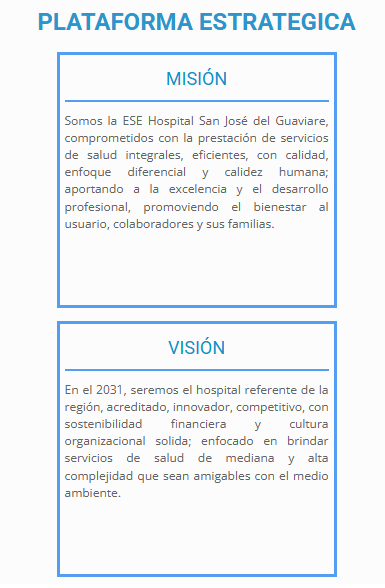 PLATAFORMA ESTRATEGICA
MISIÓN
Somos la ESE Hospital San José del Guaviare,
comprometidos con la prestación de servicios
de salud integrales, eficientes, con calidad,
enfoque diferencial y calidez humana;
aportando a la excelencia y el desarrollo
profesional, promoviendo el bienestar al
usuario, colaboradores y sus familias.
VISIÓN
En el 2031, seremos el hospital referente de la
región, acreditado, innovador, competitivo, con
sostenibilidad financiera y cultura
organizacional solida; enfocado en brindar
servicios de salud de mediana y alta
complejidad que sean amigables con el medio
ambiente.